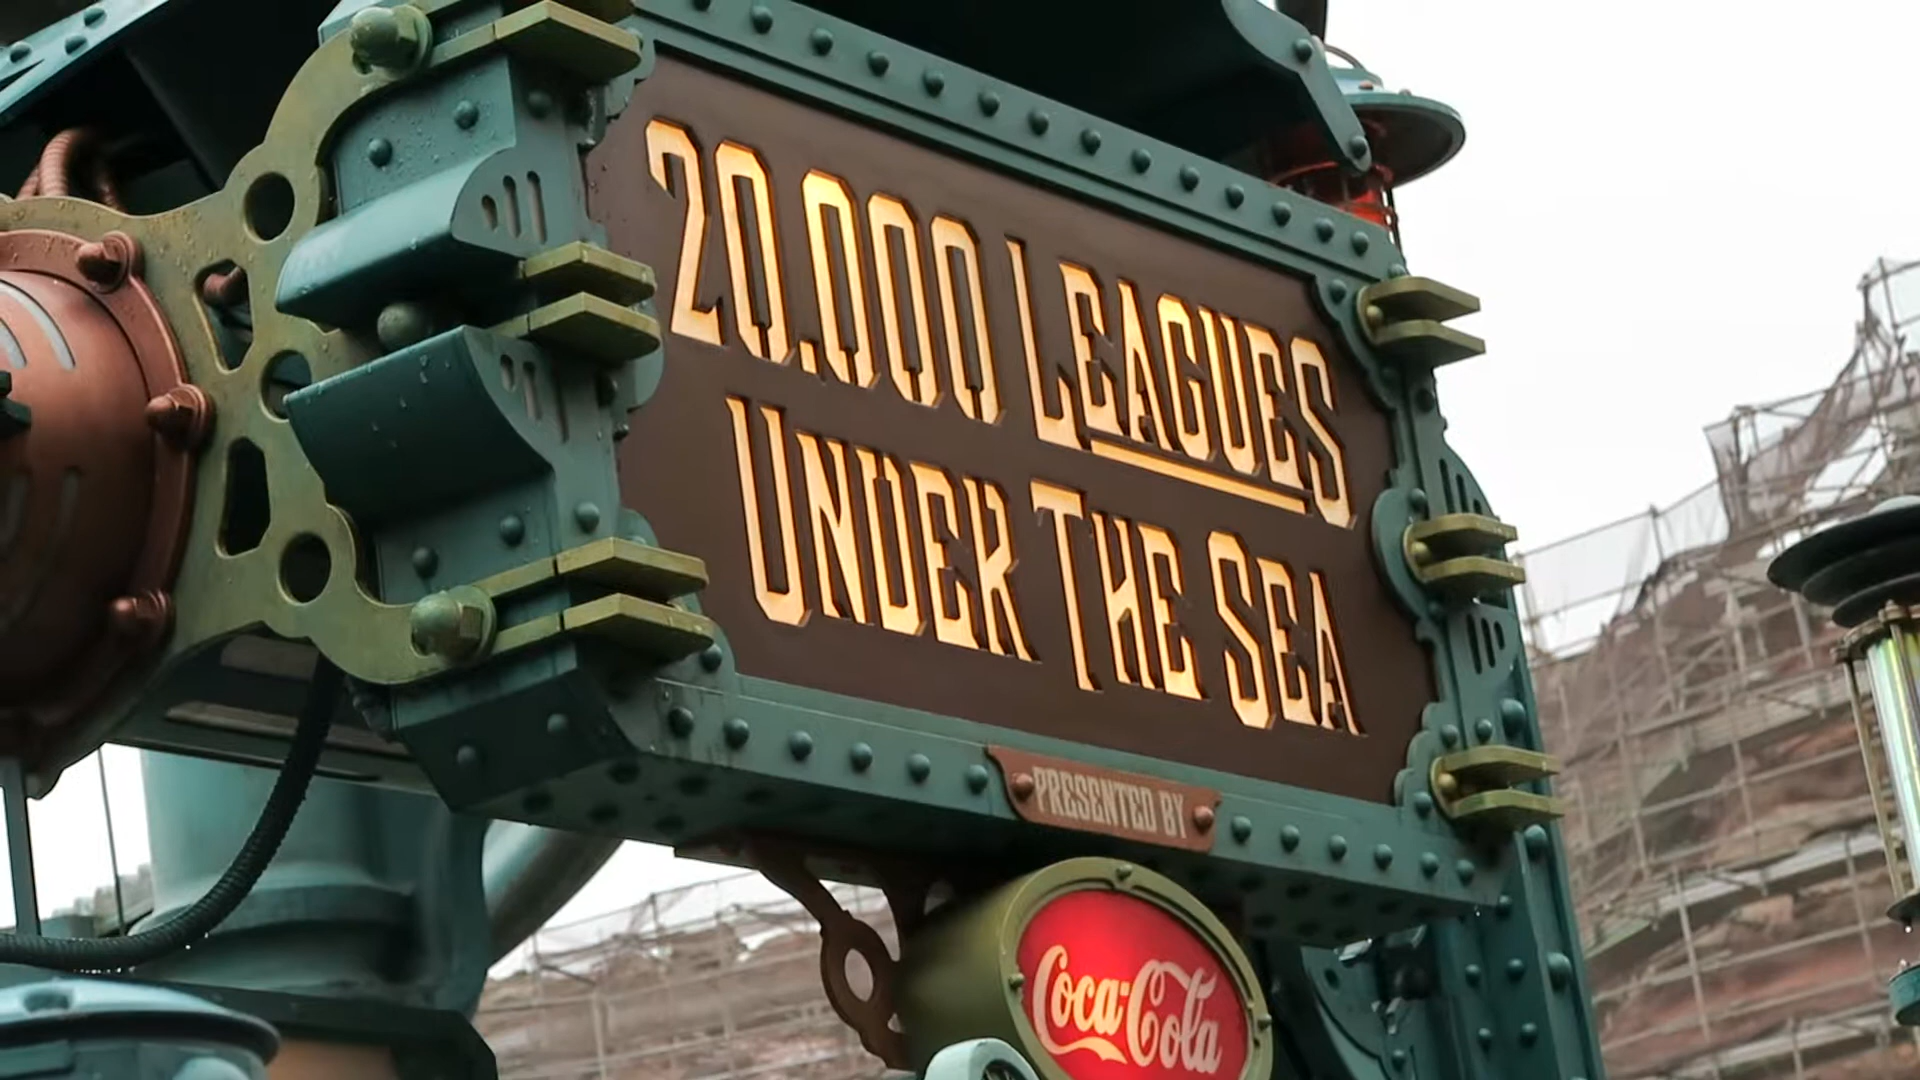 20.000 LEAGUES
UNDER THE SEA
PRESENTED BY
Coca-Cola